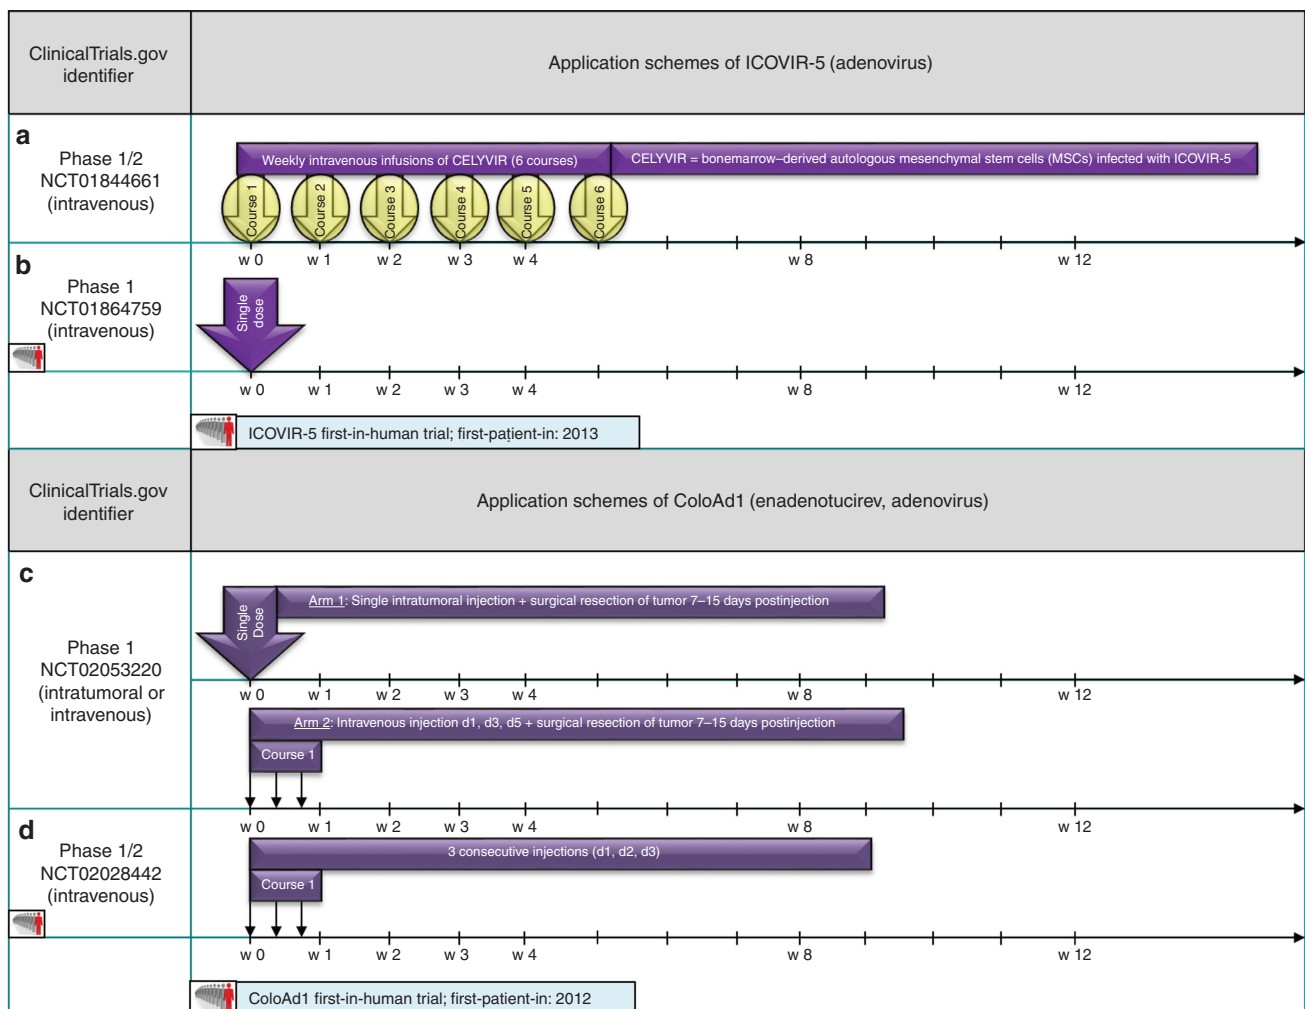 ClinicalTrials.gov
identifier
Application schemes of ICOVIR-5 (adenovirus)
a
Phase 1/2
NCT01844661
(intravenous)
Weekly intravenous infusions of CELYVIR (6 courses)
CELYVIR = bonemarrow–derived autologous mesenchymal stem cells (MSCs) infected with ICOVIR-5
Course 1
Course 2
Course 3
Course 4
Course 5
Course 6
w 0 w 1 w 2 w 3 w 4 w 8 w 12
b
Phase 1
NCT01864759
(intravenous)
Single
dose
w 0 w 1 w 2 w 3 w 4 w 8 w 12
ICOVIR-5 first-in-human trial; first-patient-in: 2013
ClinicalTrials.gov
identifier
Application schemes of ColoAd1 (enadenotucirev, adenovirus)
c
Phase 1
NCT02053220
(intratumoral or
intravenous)
Single
Dose
Arm 1: Single intratumoral injection + surgical resection of tumor 7–15 days postinjection
w 0 w 1 w 2 w 3 w 4 w 8 w 12
Arm 2: Intravenous injection d1, d3, d5 + surgical resection of tumor 7–15 days postinjection
Course 1
w 0 w 1 w 2 w 3 w 4 w 8 w 12
d
Phase 1/2
NCT02028442
(intravenous)
3 consecutive injections (d1, d2, d3)
Course 1
w 0 w 1 w 2 w 3 w 4 w 8 w 12
ColoAd1 first-in-human trial; first-patient-in: 2012